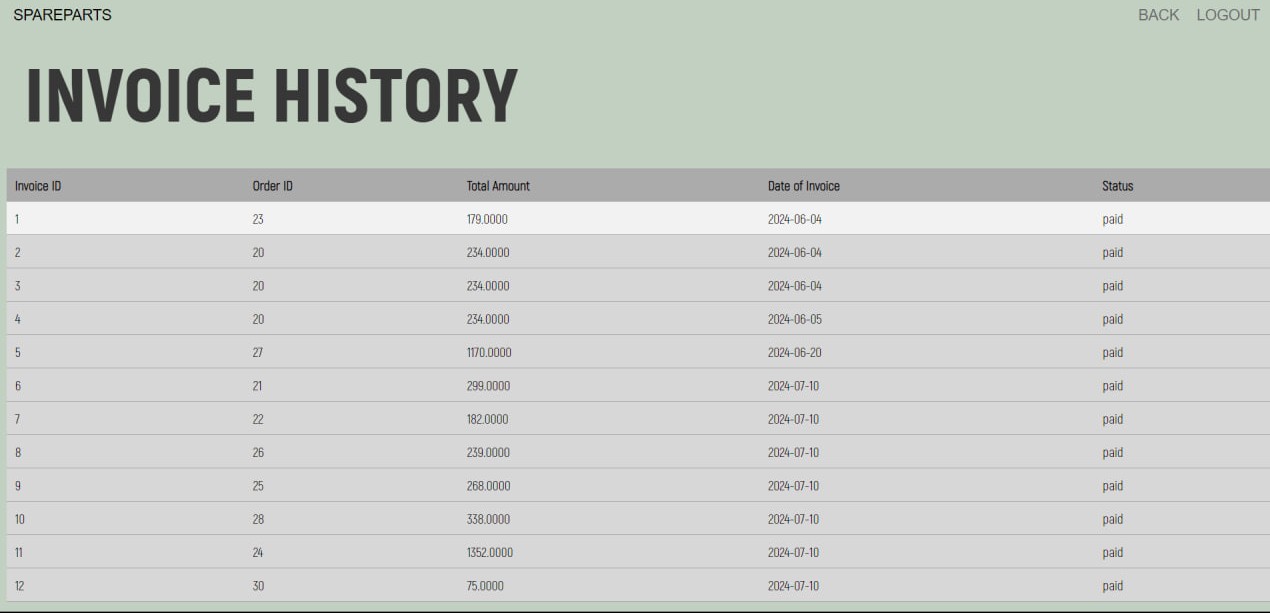 SPAREPARTS BACK LOGOUT
INVOICE HISTORY
Invoice ID Order ID Total Amount Date of Invoice Status
1 23 179.0000 2024-06-04 paid
2 20 234.0000 2024-06-04 paid
3 20 234.0000 2024-06-04 paid
4 20 234.0000 2024-06-05 paid
5 27 1170.0000 2024-06-20 paid
6 21 299.0000 2024-07-10 paid
7 22 182.0000 2024-07-10 paid
8 26 239.0000 2024-07-10 paid
9 25 268.0000 2024-07-10 paid
10 28 338.0000 2024-07-10 paid
11 24 1352.0000 2024-07-10 paid
12 30 75.0000 2024-07-10 paid